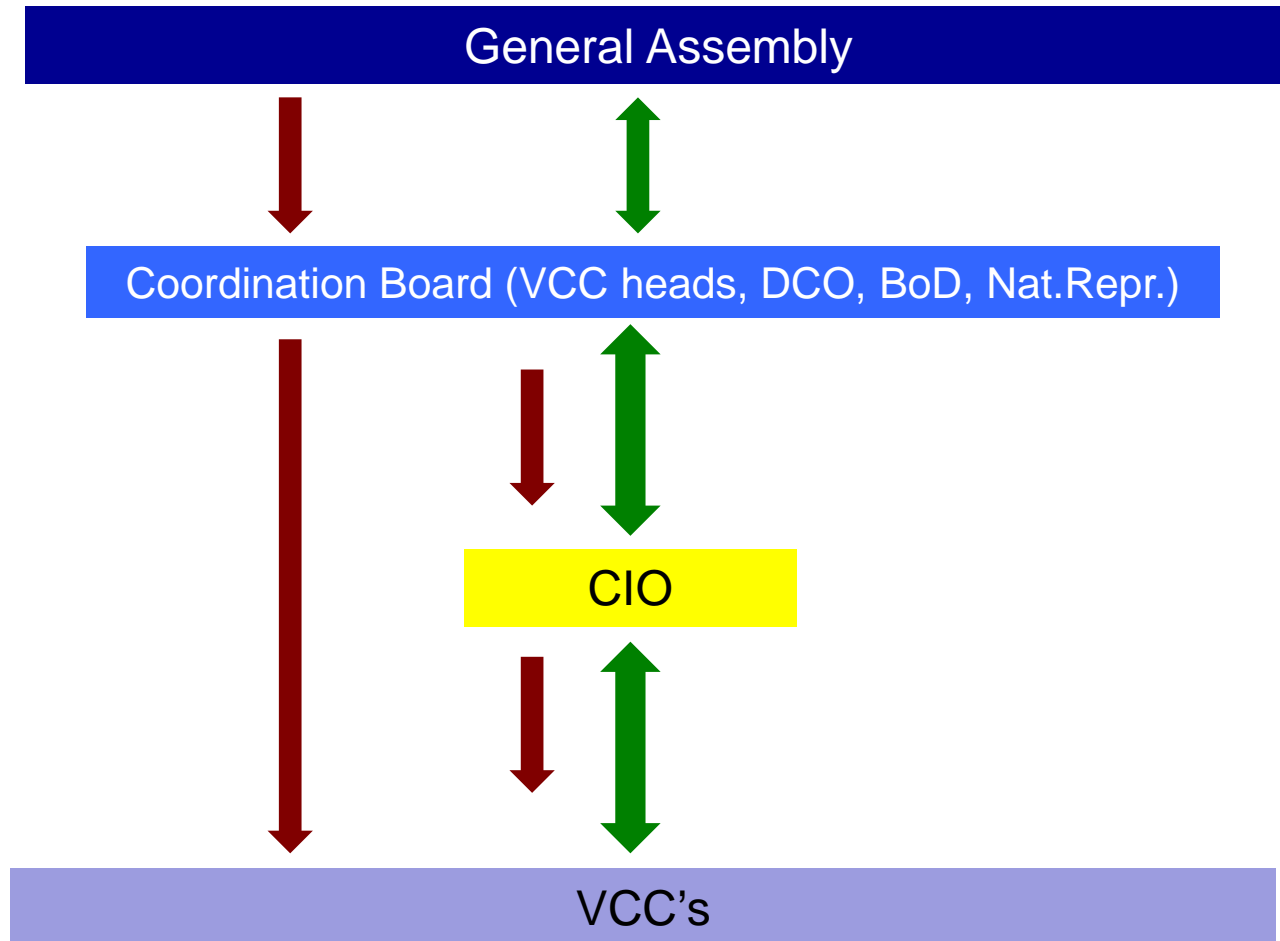 General Assembly
Coordination Board (VCC heads, DCO, BoD, Nat.Repr.)
CIO
VCC’s